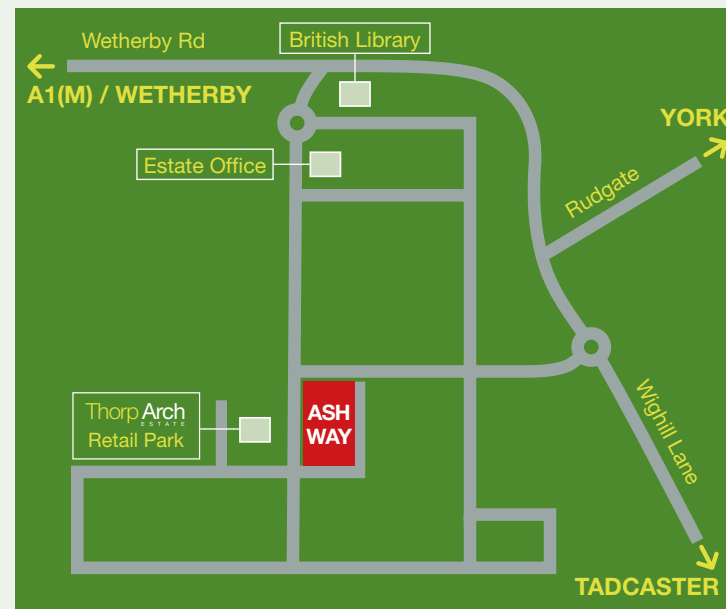 Wetherby Rd
British Library
A1(M) / WETHERBY
YORK
Estate Office
Rudgate
Thorp Arch
ESTATE
Retail Park
ASH
WAY
Wighill Lane
TADCASTER